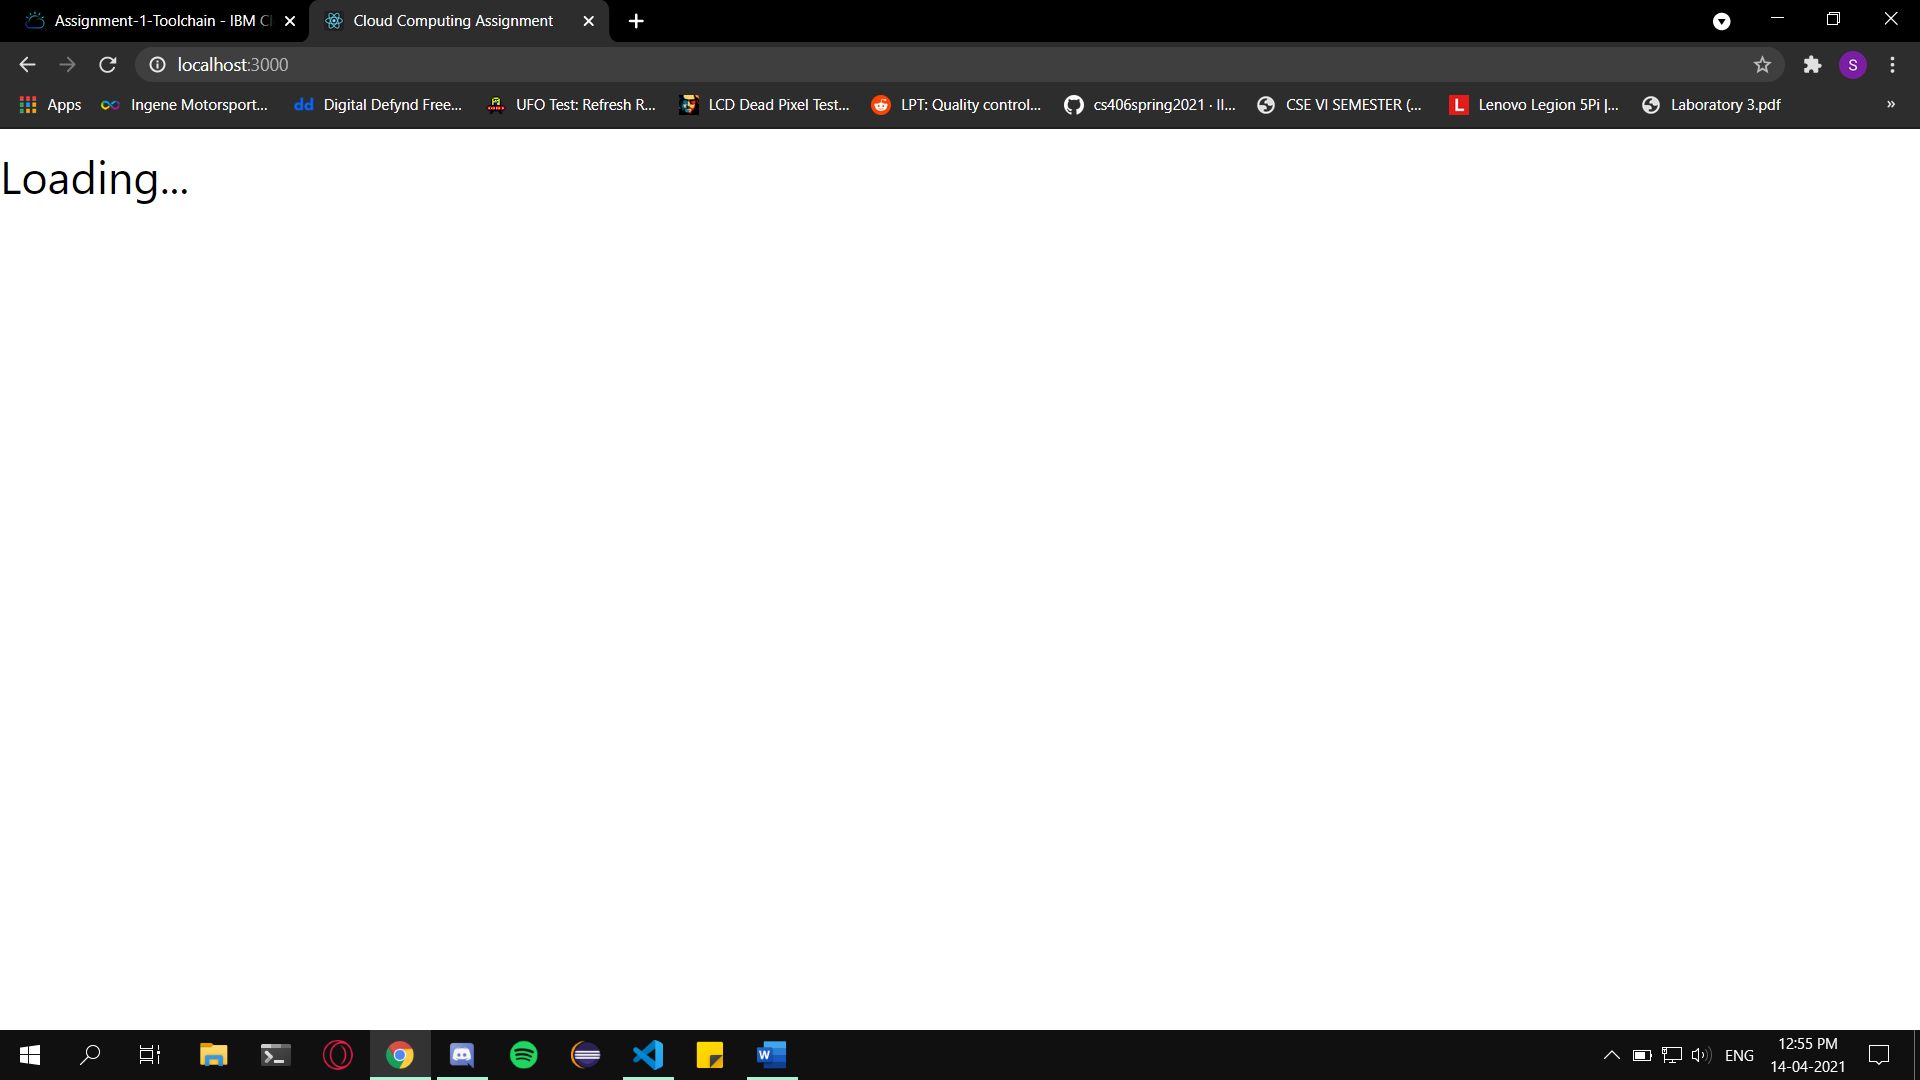 Assignment-1-Toolchain - IBM Cl
Cloud Computing Assignment
localhost:3000
S
Apps
Ingene Motorsport...
dd
Digital Defynd Free...
UFO Test: Refresh R...
LCD Dead Pixel Test...
LPT: Quality control...
cs406spring2021 · II...
CSE VI SEMESTER (...
L
Lenovo Legion 5Pi |...
Laboratory 3.pdf
»
Loading...
W
ENG
12:55 PM
14-04-2021